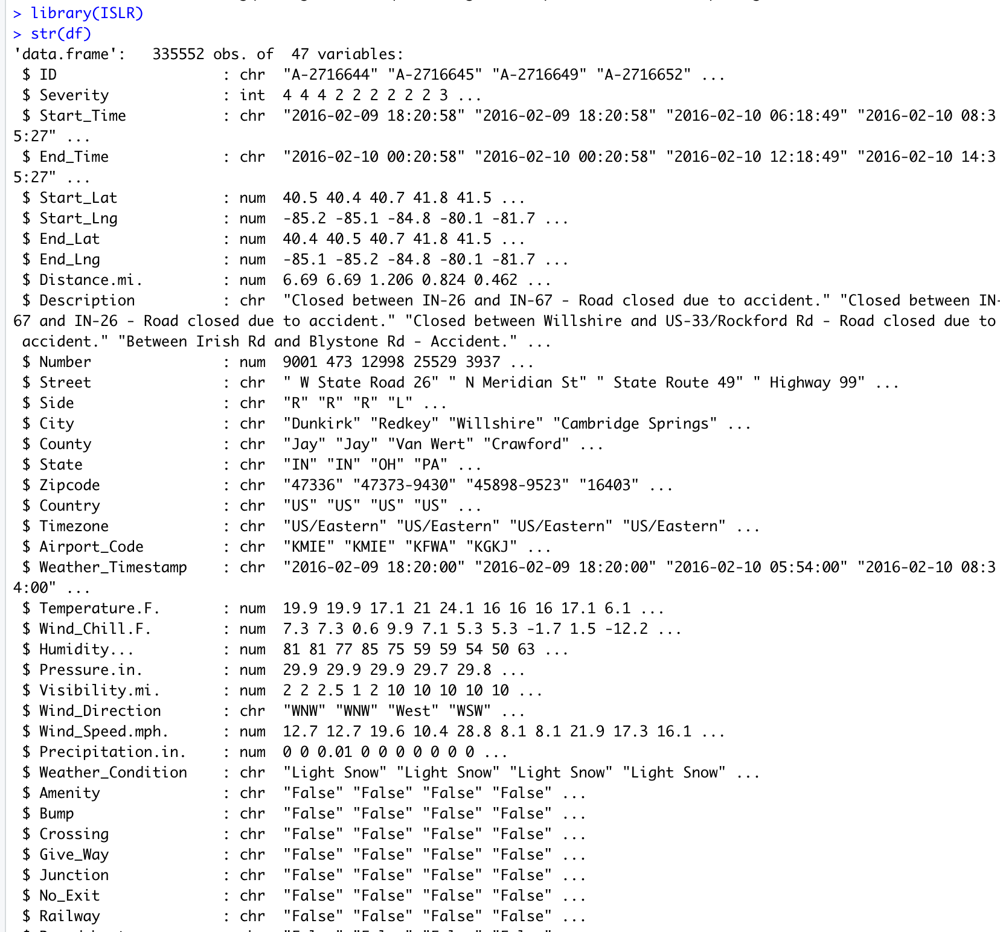 > library(ISLR)
> str(df)
'data.frame':   335552 obs. of  47 variables:
 $ ID                   : chr  "A-2716644" "A-2716645" "A-2716649" "A-2716652" ...
 $ Severity             : int  4 4 4 2 2 2 2 2 2 3 ...
 $ Start_Time           : chr  "2016-02-09 18:20:58" "2016-02-09 18:20:58" "2016-02-10 06:18:49" "2016-02-10 08:3
5:27" ...
 $ End_Time             : chr  "2016-02-10 00:20:58" "2016-02-10 00:20:58" "2016-02-10 12:18:49" "2016-02-10 14:3
5:27" ...
 $ Start_Lat            : num  40.5 40.4 40.7 41.8 41.5 ...
 $ Start_Lng            : num  -85.2 -85.1 -84.8 -80.1 -81.7 ...
 $ End_Lat              : num  40.4 40.5 40.7 41.8 41.5 ...
 $ End_Lng              : num  -85.1 -85.2 -84.8 -80.1 -81.7 ...
 $ Distance.mi.         : num  6.69 6.69 1.206 0.824 0.462 ...
 $ Description          : chr  "Closed between IN-26 and IN-67 - Road closed due to accident." "Closed between IN-
67 and IN-26 - Road closed due to accident." "Closed between Willshire and US-33/Rockford Rd - Road closed due to
 accident." "Between Irish Rd and Blystone Rd - Accident." ...
 $ Number               : num  9001 473 12998 25529 3937 ...
 $ Street               : chr  " W State Road 26" " N Meridian St" " State Route 49" " Highway 99" ...
 $ Side                 : chr  "R" "R" "R" "L" ...
 $ City                 : chr  "Dunkirk" "Redkey" "Willshire" "Cambridge Springs" ...
 $ County               : chr  "Jay" "Jay" "Van Wert" "Crawford" ...
 $ State                : chr  "IN" "IN" "OH" "PA" ...
 $ Zipcode              : chr  "47336" "47373-9430" "45898-9523" "16403" ...
 $ Country              : chr  "US" "US" "US" "US" ...
 $ Timezone             : chr  "US/Eastern" "US/Eastern" "US/Eastern" "US/Eastern" ...
 $ Airport_Code         : chr  "KMIE" "KMIE" "KFWA" "KGKJ" ...
 $ Weather_Timestamp    : chr  "2016-02-09 18:20:00" "2016-02-09 18:20:00" "2016-02-10 05:54:00" "2016-02-10 08:3
4:00" ...
 $ Temperature.F.       : num  19.9 19.9 17.1 21 24.1 16 16 16 17.1 6.1 ...
 $ Wind_Chill.F.        : num  7.3 7.3 0.6 9.9 7.1 5.3 5.3 -1.7 1.5 -12.2 ...
 $ Humidity...          : num  81 81 77 85 75 59 59 54 50 63 ...
 $ Pressure.in.         : num  29.9 29.9 29.9 29.7 29.8 ...
 $ Visibility.mi.       : num  2 2 2.5 1 2 10 10 10 10 10 ...
 $ Wind_Direction       : chr  "WNW" "WNW" "West" "WSW" ...
 $ Wind_Speed.mph.      : num  12.7 12.7 19.6 10.4 28.8 8.1 8.1 21.9 17.3 16.1 ...
 $ Precipitation.in.    : num  0 0 0.01 0 0 0 0 0 0 0 ...
 $ Weather_Condition    : chr  "Light Snow" "Light Snow" "Light Snow" "Light Snow" ...
 $ Amenity              : chr  "False" "False" "False" "False" ...
 $ Bump                 : chr  "False" "False" "False" "False" ...
 $ Crossing             : chr  "False" "False" "False" "False" ...
 $ Give_Way             : chr  "False" "False" "False" "False" ...
 $ Junction             : chr  "False" "False" "False" "False" ...
 $ No_Exit              : chr  "False" "False" "False" "False" ...
 $ Railway              : chr  "False" "False" "False" "False" ...